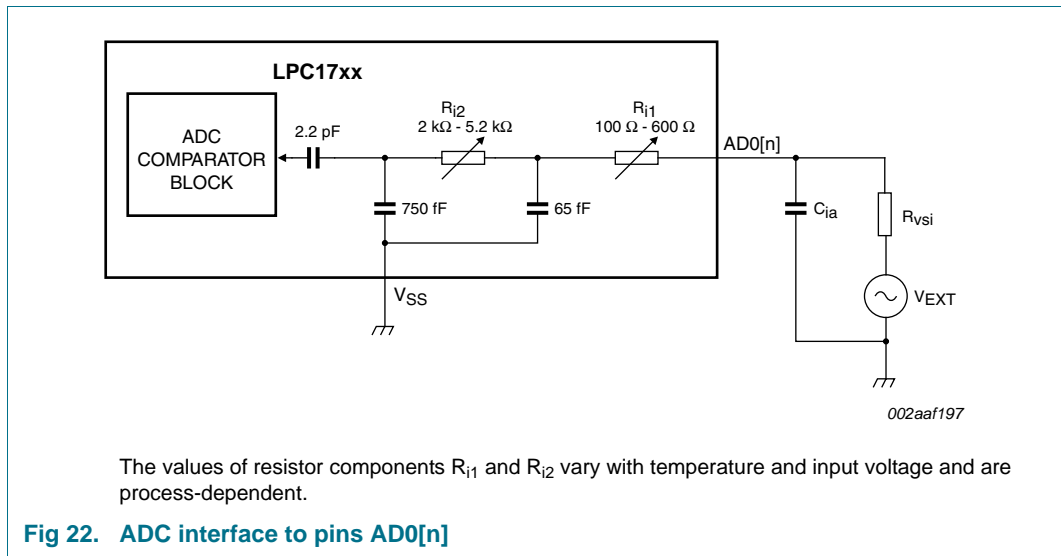 LPC17xx
ADC
COMPARATOR
BLOCK
2.2 pF
Ri2
2 kΩ - 5.2 kΩ
Ri1
100 Ω - 600 Ω
AD0[n]
750 fF
65 fF
Cia
Rvsi
VSS
VEXT
002aaf197
The values of resistor components Ri1 and Ri2 vary with temperature and input voltage and are
process-dependent.
Fig 22. ADC interface to pins AD0[n]